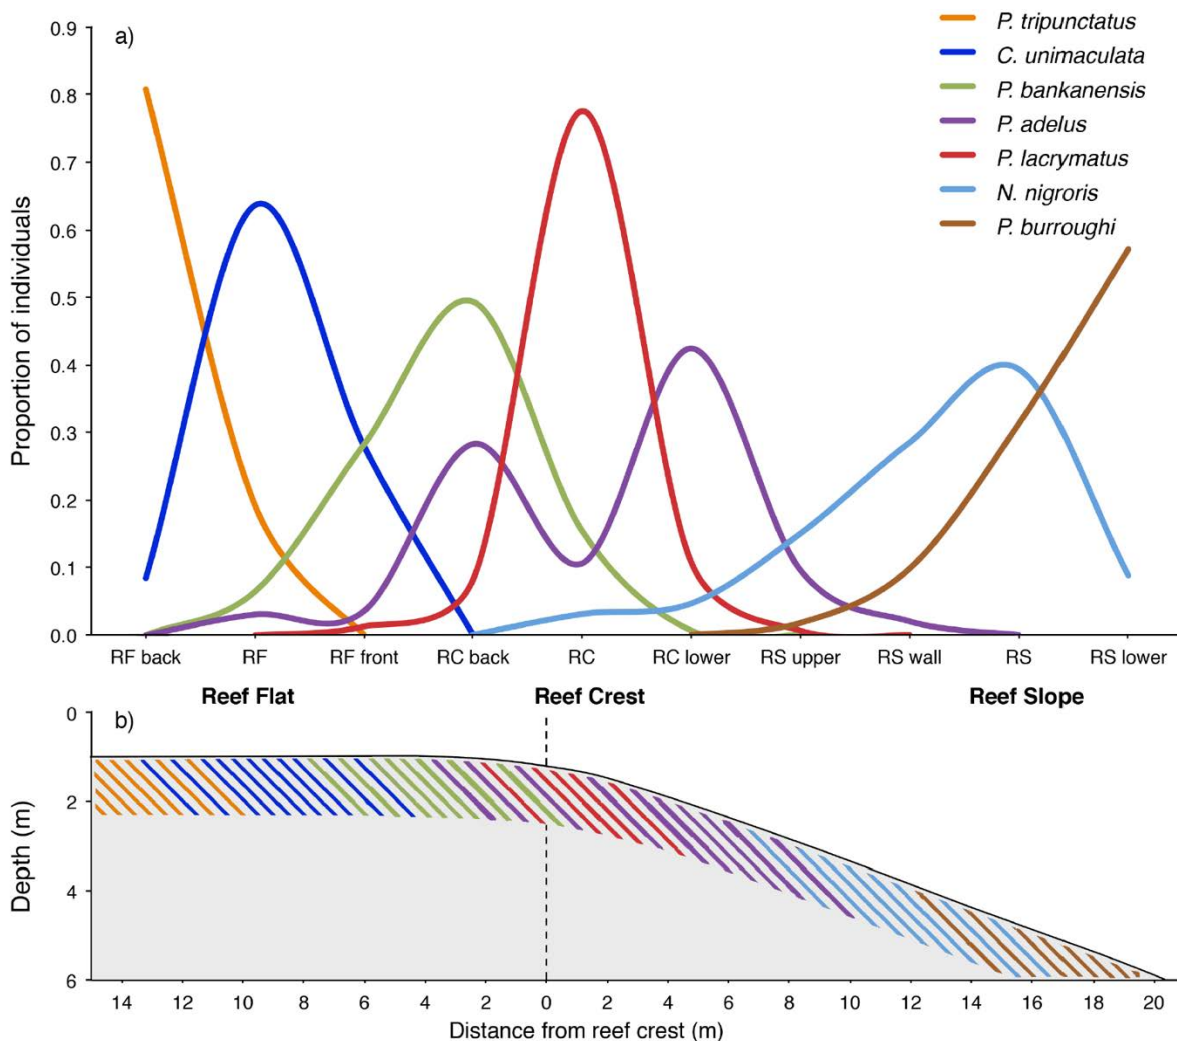 a)
P. tripunctatus
C. unimaculata
P. bankanensis
P. adelus
P. lacrymatus
N. nigroris
P. burroughi
Proportion of individuals
0.9
0.8
0.7
0.6
0.5
0.4
0.3
0.2
0.1
0.0
RF back RF RF front RC back RC RC lower RS upper RS wall RS RS lower
Reef Flat Reef Crest Reef Slope
b)
Depth (m)
0
2
4
6
14 12 10 8 6 4 2 0 2 4 6 8 10 12 14 16 18 20
Distance from reef crest (m)